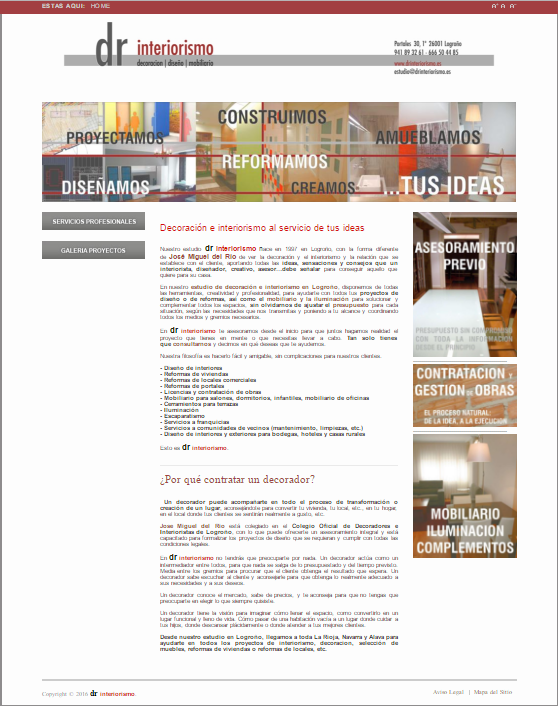 ESTÁS AQUÍ: HOME
A⁺ A A⁻
dr interiorismo
decoracion | diseño | mobiliario
Portales 30, 1° 26001 Logroño
941 89 32 61 - 666 50 44 85
www.drinteriorismo.es
estudio@drinteriorismo.es
CONSTRUIMOS
PROYECTAMOS
AMUEBLAMOS
REFORMAMOS
DISEÑAMOS
CREAMOS
...TUS IDEAS
SERVICIOS PROFESIONALES
GALERIA PROYECTOS
Decoración e interiorismo al servicio de tus ideas
Nuestro estudio dr interiorismo nace en 1997 en Logroño, con la forma diferente
de José Miguel del Río de ver la decoración y el interiorismo y la relación que se
establece con el cliente, aportando todas las ideas, sensaciones y consejos que un
interiorista, diseñador, creativo, asesor...debe señalar para conseguir aquello que
quiere para su casa.
En nuestro estudio de decoración e interiorismo en Logroño, disponemos de todas
las herramientas, creatividad y profesionalidad, para ayudarte con todos tus proyectos de
diseño o de reformas, así como el mobiliario y la iluminación para solucionar y
complementar todos los espacios, sin olvidarnos de ajustar el presupuesto para cada
situación, según las necesidades que nos transmitas y poniendo a tu alcance y coordinando
todos los medios y gremios necesarios.
En dr interiorismo te asesoramos desde el inicio para que juntos hagamos realidad el
proyecto que tienes en mente o que necesitas llevar a cabo. Tan solo tienes
que consultarnos y decirnos en qué deseas que te ayudemos.
Nuestra filosofía es hacerlo fácil y amigable, sin complicaciones para nuestros clientes.
- Diseño de interiores
- Reformas de viviendas
- Reformas de locales comerciales
- Reformas de portales
- Licencias y contratación de obras
- Mobiliario para salones, dormitorios, infantiles, mobiliario de oficinas
- Cerramientos para terrazas
- Iluminación
- Escaparatismo
- Servicios a franquicias
- Servicios a comunidades de vecinos (mantenimiento, limpiezas, etc.)
- Diseño de interiores y exteriores para bodegas, hoteles y casas rurales
Esto es dr interiorismo.
¿Por qué contratar un decorador?
Un decorador puede acompañarte en todo el proceso de transformación o
creación de un lugar, aconsejándole para convertir tu vivienda, tu local, etc., en tu hogar,
en el local donde tus clientes se sentirán realmente a gusto, etc.
Jose Miguel del Rio está colegiado en el Colegio Oficial de Decoradores e
Interioristas de Logroño, con lo que puede ofrecerte un asesoramiento integral y está
capacitado para formalizar los proyectos de diseño que se requieran y cumplir con todas las
condiciones legales.
En dr interiorismo no tendrás que preocuparte por nada. Un decorador actúa como un
intermediador entre todos, para que nada se salga de lo presupuestado y del tiempo previsto.
Media entre los gremios para procurar que el cliente obtenga el resultado que espera. Un
decorador sabe escuchar al cliente y aconsejarle para que obtenga lo realmente adecuado a
sus necesidades y a sus deseos.
Un decorador conoce el mercado, sabe de precios, y te aconseja para que no tengas que
preocuparte en elegir lo que siempre quisiste.
Un decorador tiene la visión para imaginar cómo llenar el espacio, como convertirlo en un
lugar funcional y lleno de vida. Cómo pasar de una habitación vacía a un lugar donde cuidar a
tus hijos, donde descansar plácidamente o donde atender a tus mejores clientes.
Desde nuestro estudio en Logroño, llegamos a toda La Rioja, Navarra y Álava para
ayudarte en todos los proyectos de interiorismo, decoracion, selección de
muebles, reformas de viviendas o reformas de locales, etc.
ASESORAMIENTO
PREVIO
PRESUPUESTO SIN COMPROMISO
CON TODA LA INFORMACIÓN
DESDE EL PRINCIPIO
CONTRATACION Y
GESTION DE OBRAS
EL PROCESO NATURAL:
DE LA IDEA, A LA EJECUCION
MOBILIARIO
ILUMINACION
COMPLEMENTOS
Copyright © 2016 dr interiorismo.
Aviso Legal | Mapa del Sitio